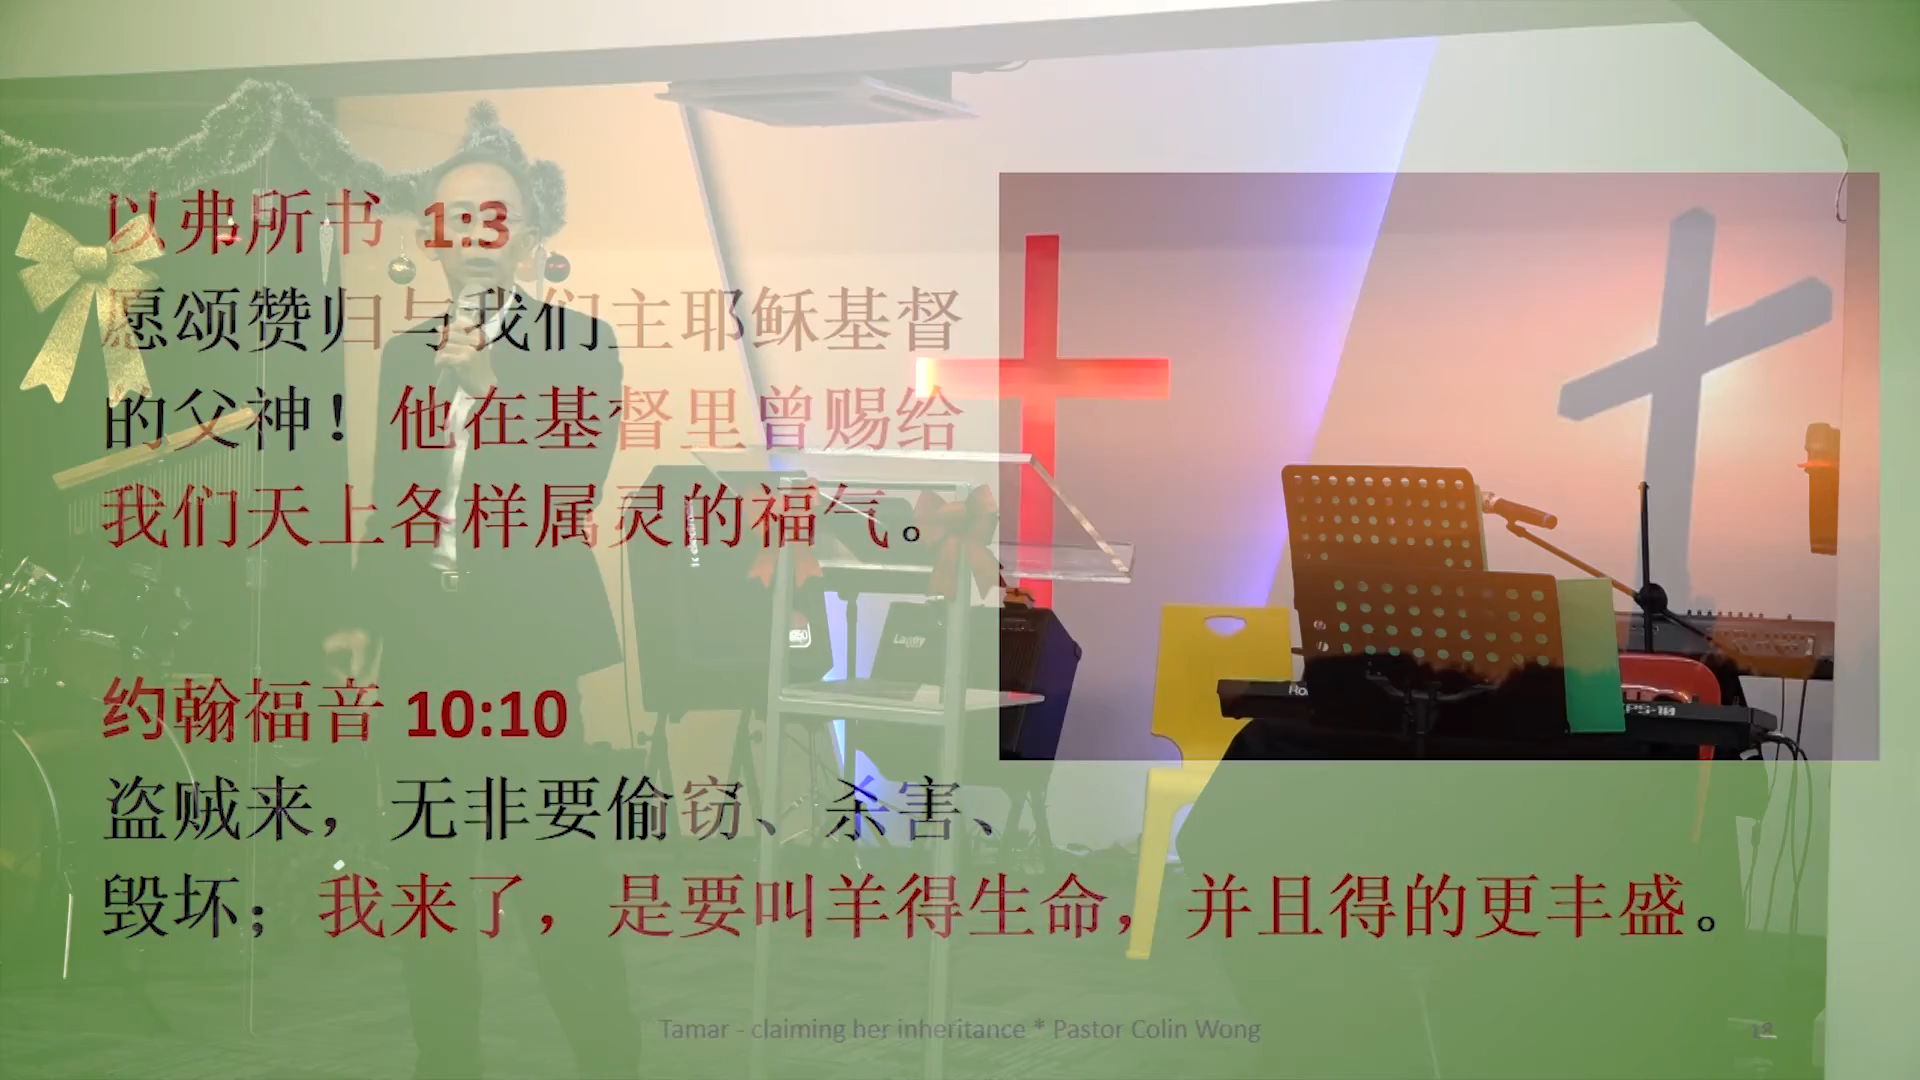 以弗所书 1:3
愿颂赞归与我们主耶稣基督
的父神！他在基督里曾赐给
我们天上各样属灵的福气。
约翰福音 10:10
盗贼来，无非要偷窃、杀害、
毁坏；我来了，是要叫羊得生命，并且得的更丰盛。
Laney
XPS-10
Tamar - claiming her inheritance * Pastor Colin Wong
18